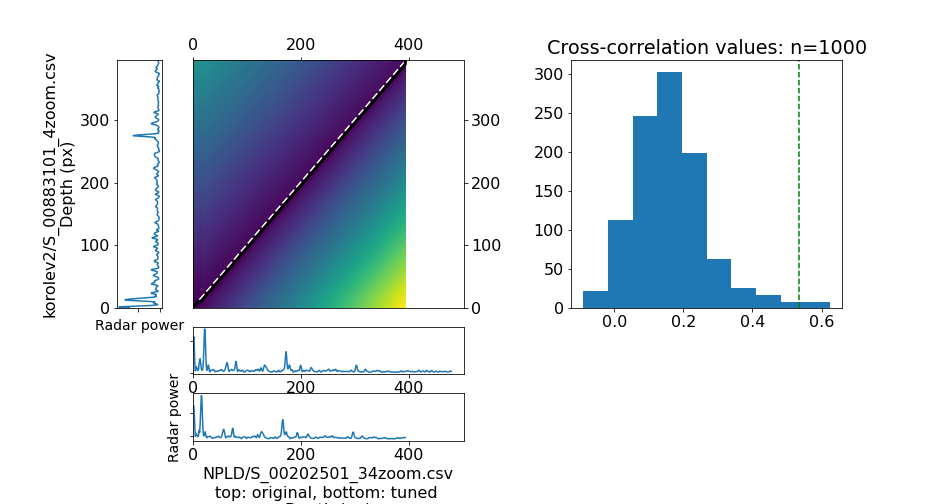 Cross-correlation values: n=1000
0 200 400
korolev2/S_00883101_4zoom.csv
Depth (px)
300
200
100
0
300
200
100
0
Radar power
300
250
200
150
100
50
0
0.0 0.2 0.4 0.6
0 200 400
Radar power
0 200 400
NPLD/S_00202501_34zoom.csv
top: original, bottom: tuned